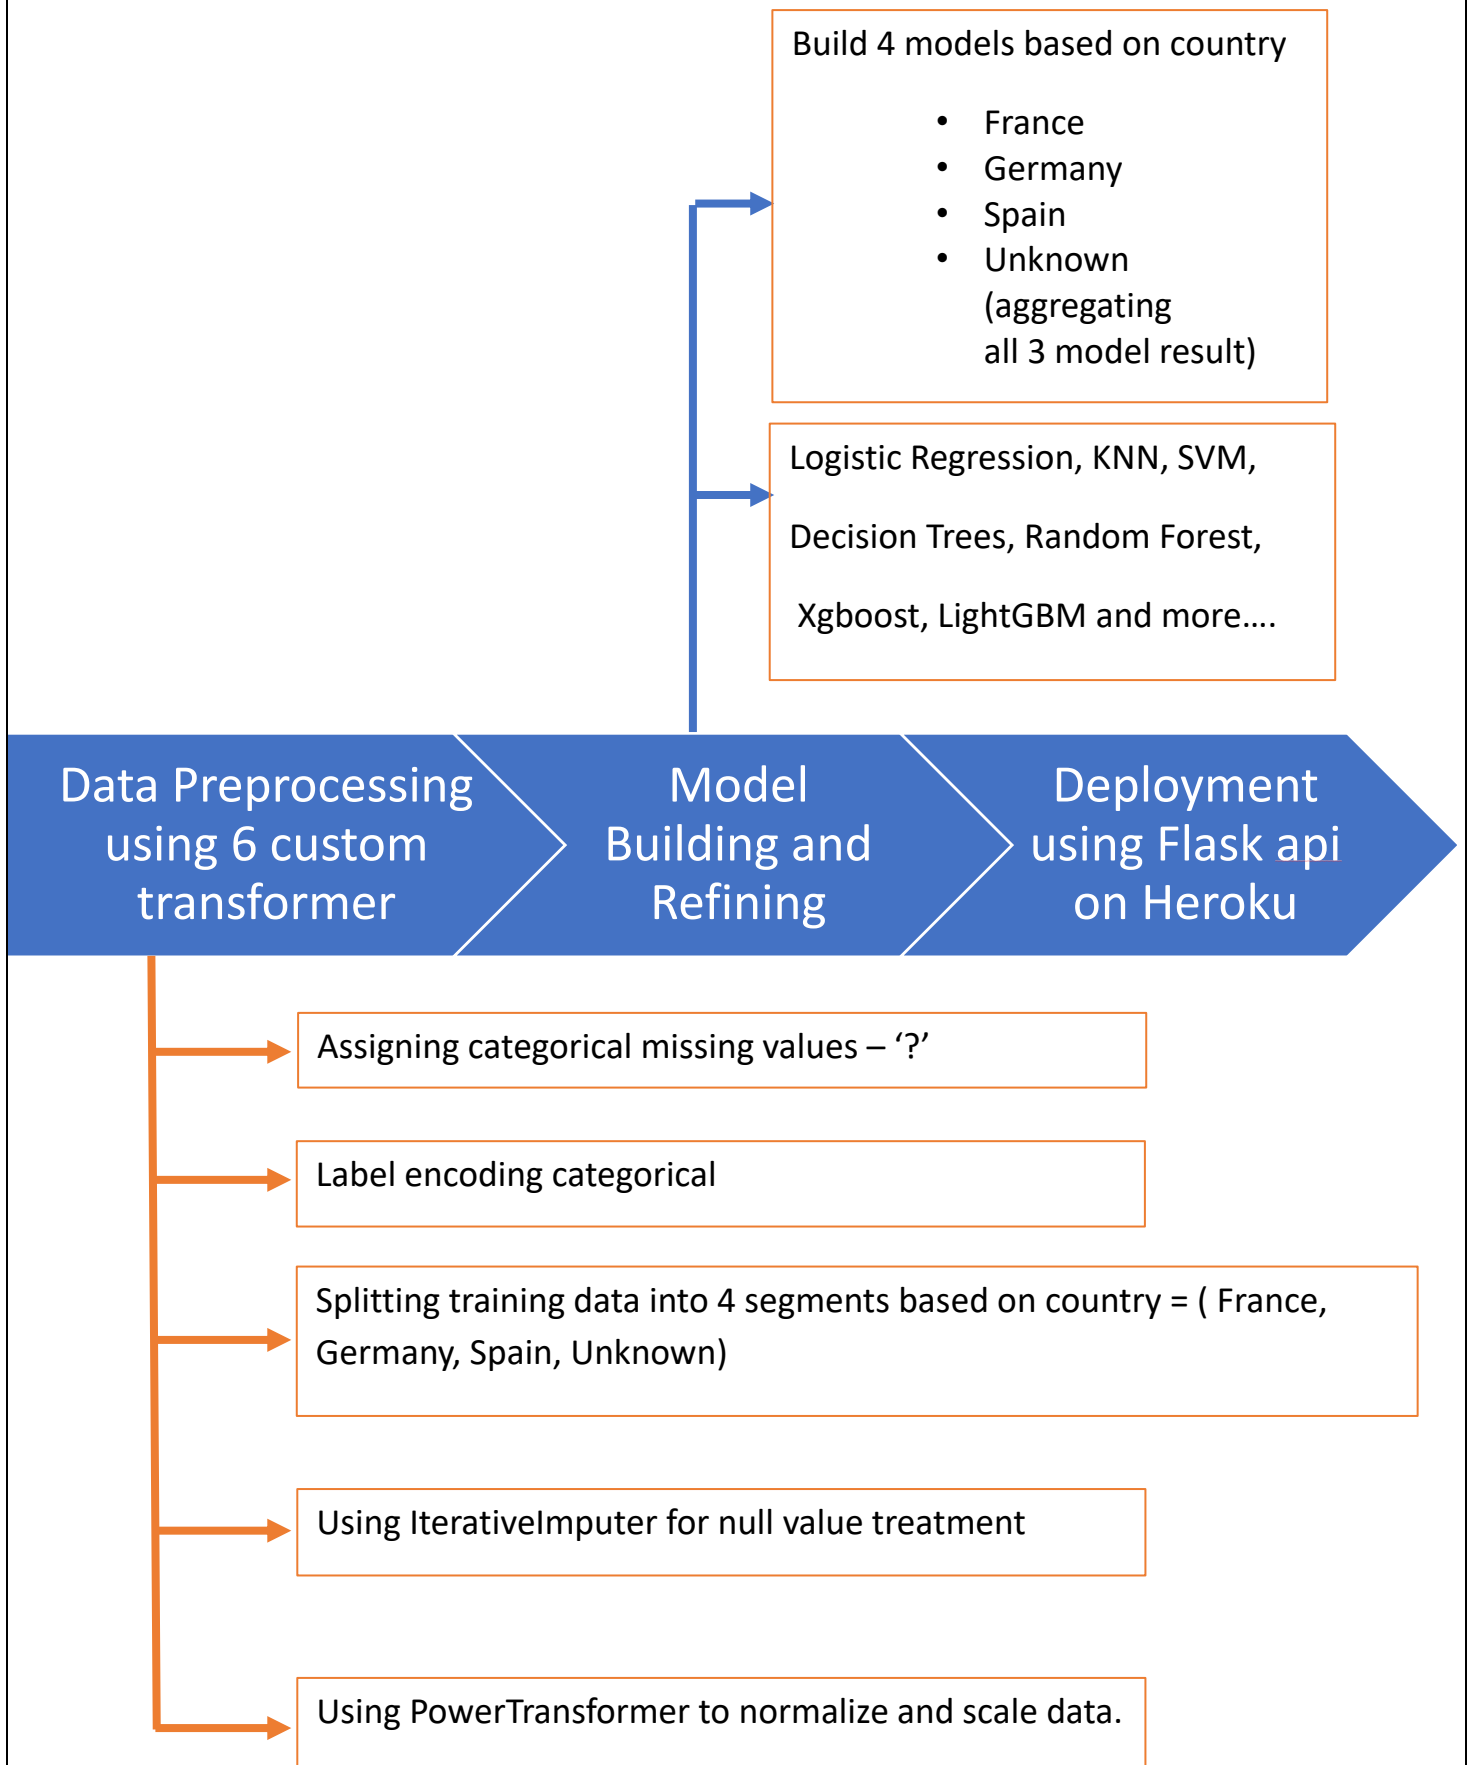 Build 4 models based on country
• France
• Germany
• Spain
• Unknown
(aggregating
all 3 model result)
Logistic Regression, KNN, SVM,
Decision Trees, Random Forest,
Xgboost, LightGBM and more....
Data Preprocessing
using 6 custom
transformer
Model
Building and
Refining
Deployment
using Flask api
on Heroku
Assigning categorical missing values – ‘?’
Label encoding categorical
Splitting training data into 4 segments based on country = ( France,
Germany, Spain, Unknown)
Using IterativeImputer for null value treatment
Using PowerTransformer to normalize and scale data.